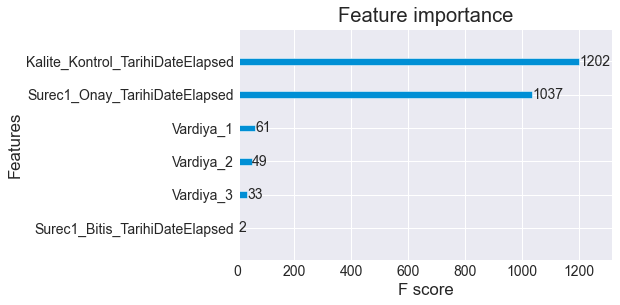 Feature importance
Features
Kalite_Kontrol_TarihiDateElapsed 1202
Surec1_Onay_TarihiDateElapsed 1037
Vardiya_1 61
Vardiya_2 49
Vardiya_3 33
Surec1_Bitis_TarihiDateElapsed 2
0 200 400 600 800 1000 1200
F score